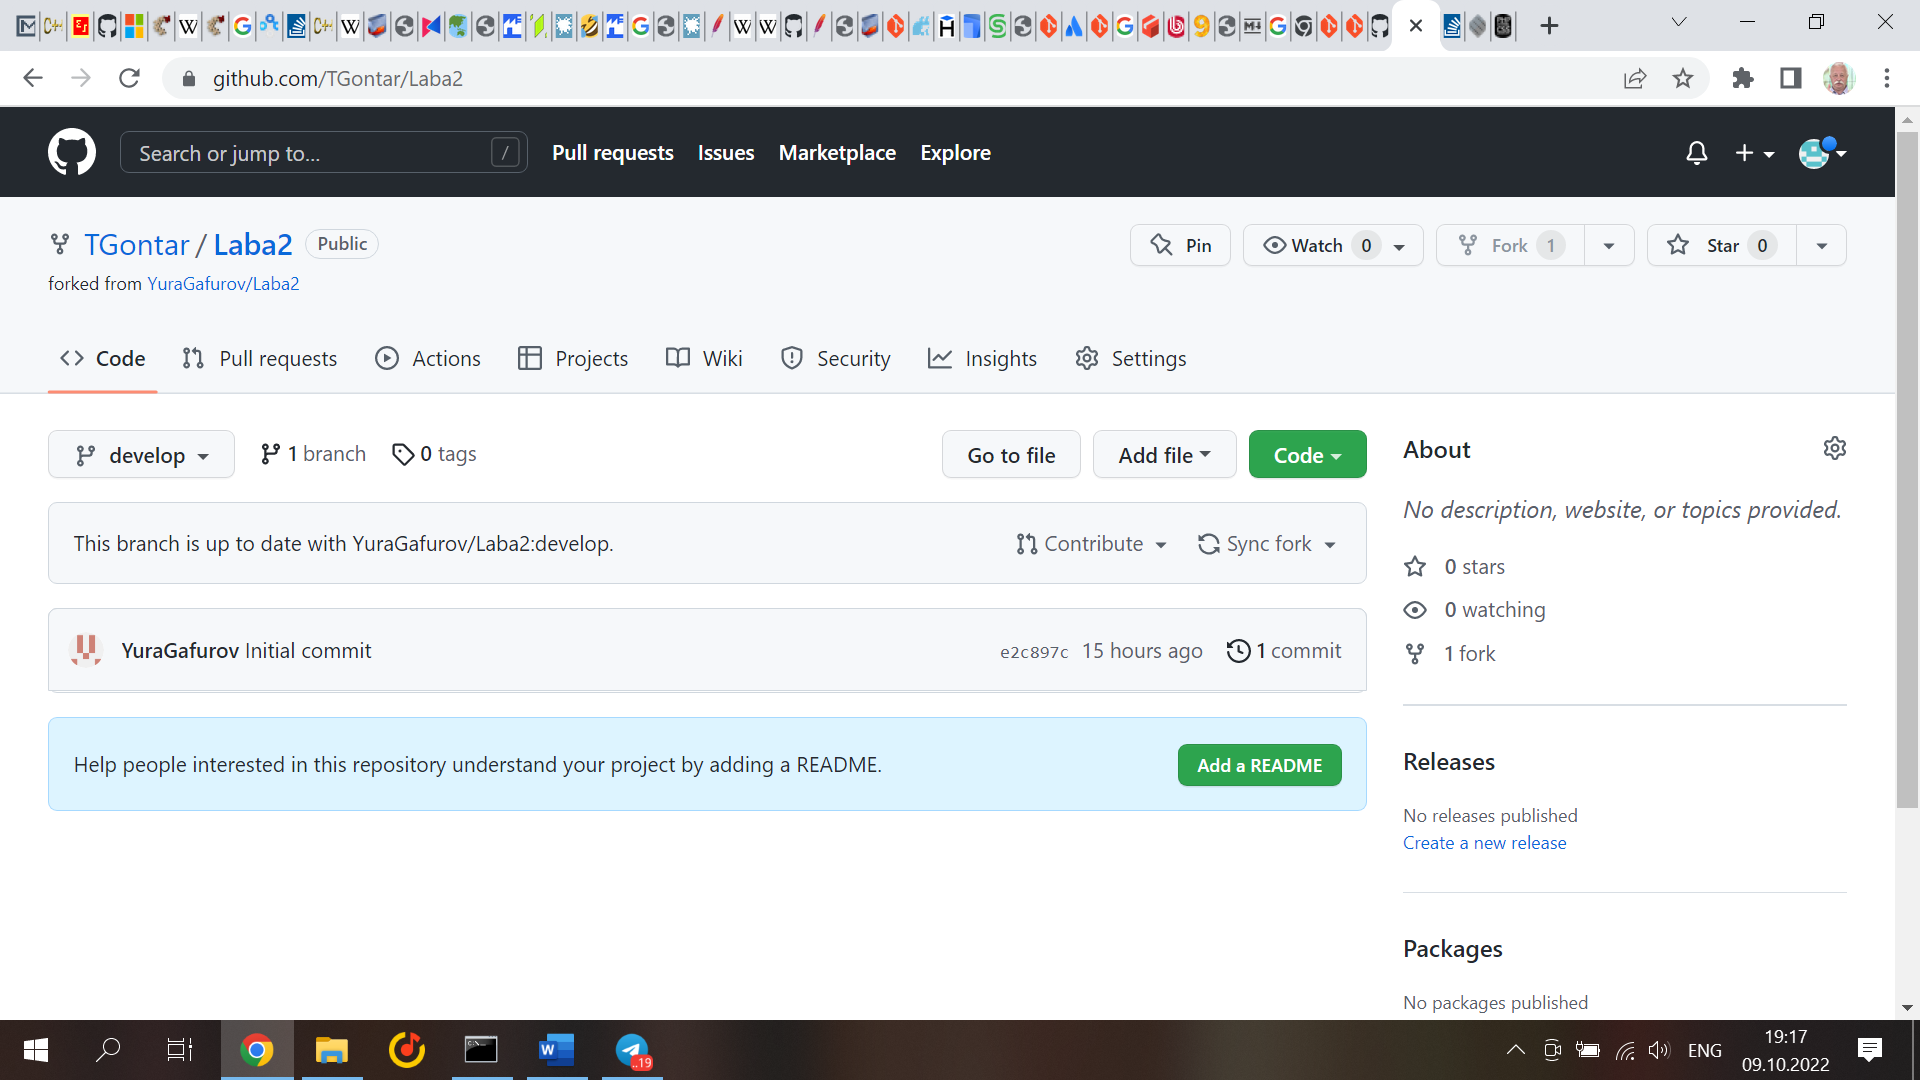 github.com/TGontar/Laba2
Search or jump to...
/
Pull requests
Issues
Marketplace
Explore
TGontar / Laba2
Public
forked from YuraGafurov/Laba2
Pin
Watch 0
Fork 1
Star 0
Code
Pull requests
Actions
Projects
Wiki
Security
Insights
Settings
develop
1 branch
0 tags
Go to file
Add file
Code
This branch is up to date with YuraGafurov/Laba2:develop.
Contribute
Sync fork
YuraGafurov Initial commit
e2c897c 15 hours ago
1 commit
Help people interested in this repository understand your project by adding a README.
Add a README
About
No description, website, or topics provided.
0 stars
0 watching
1 fork
Releases
No releases published
Create a new release
Packages
No packages published
..19
ENG
19:17
09.10.2022